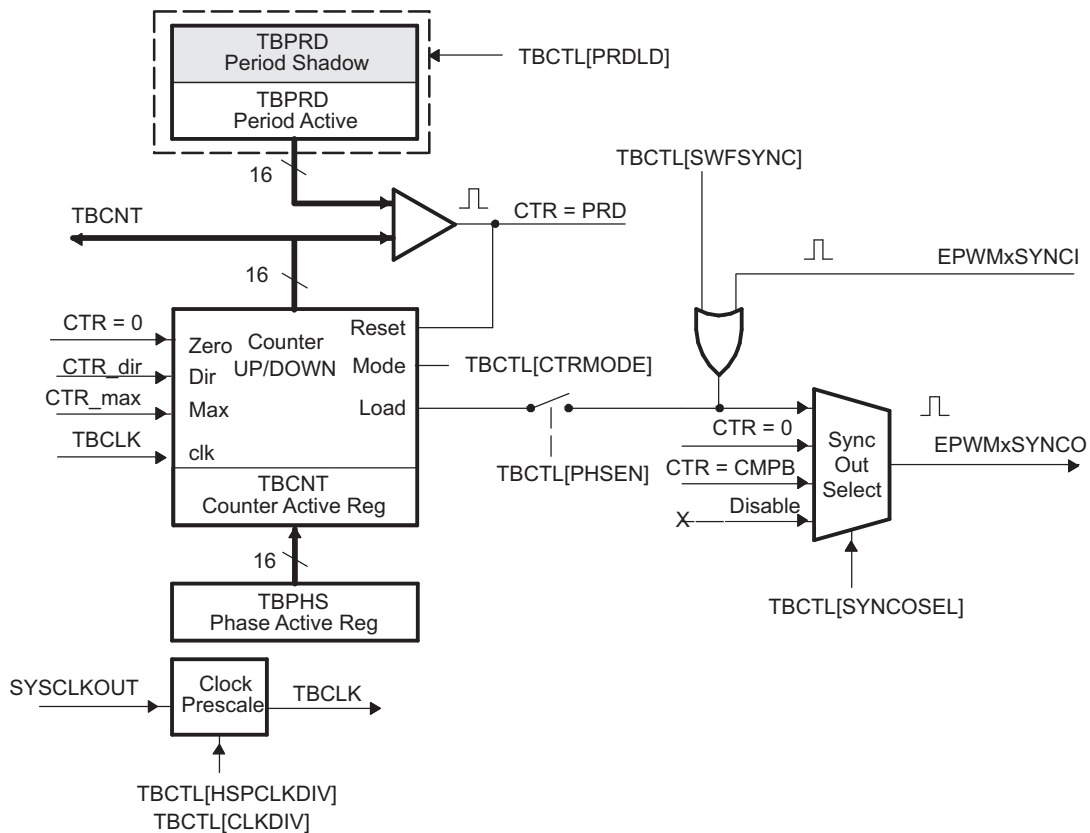 TBPRD
Period Shadow
TBPRD
Period Active
TBCTL[PRDLD]
16
TBCTL[SWFSYNC]
TBCNT
CTR = PRD
16
EPWMxSYNCI
CTR = 0
CTR_dir
CTR_max
TBCLK
Zero
Dir
Max
clk
Counter
UP/DOWN
Reset
Mode
Load
TBCTL[CTRMODE]
TBCTL[PHSEN]
TBCNT
Counter Active Reg
CTR = 0
CTR = CMPB
Disable
X
Sync
Out
Select
EPWMxSYNCO
TBCTL[SYNCOSEL]
16
TBPHS
Phase Active Reg
SYSCLKOUT
Clock
Prescale
TBCLK
TBCTL[HSPCLKDIV]
TBCTL[CLKDIV]